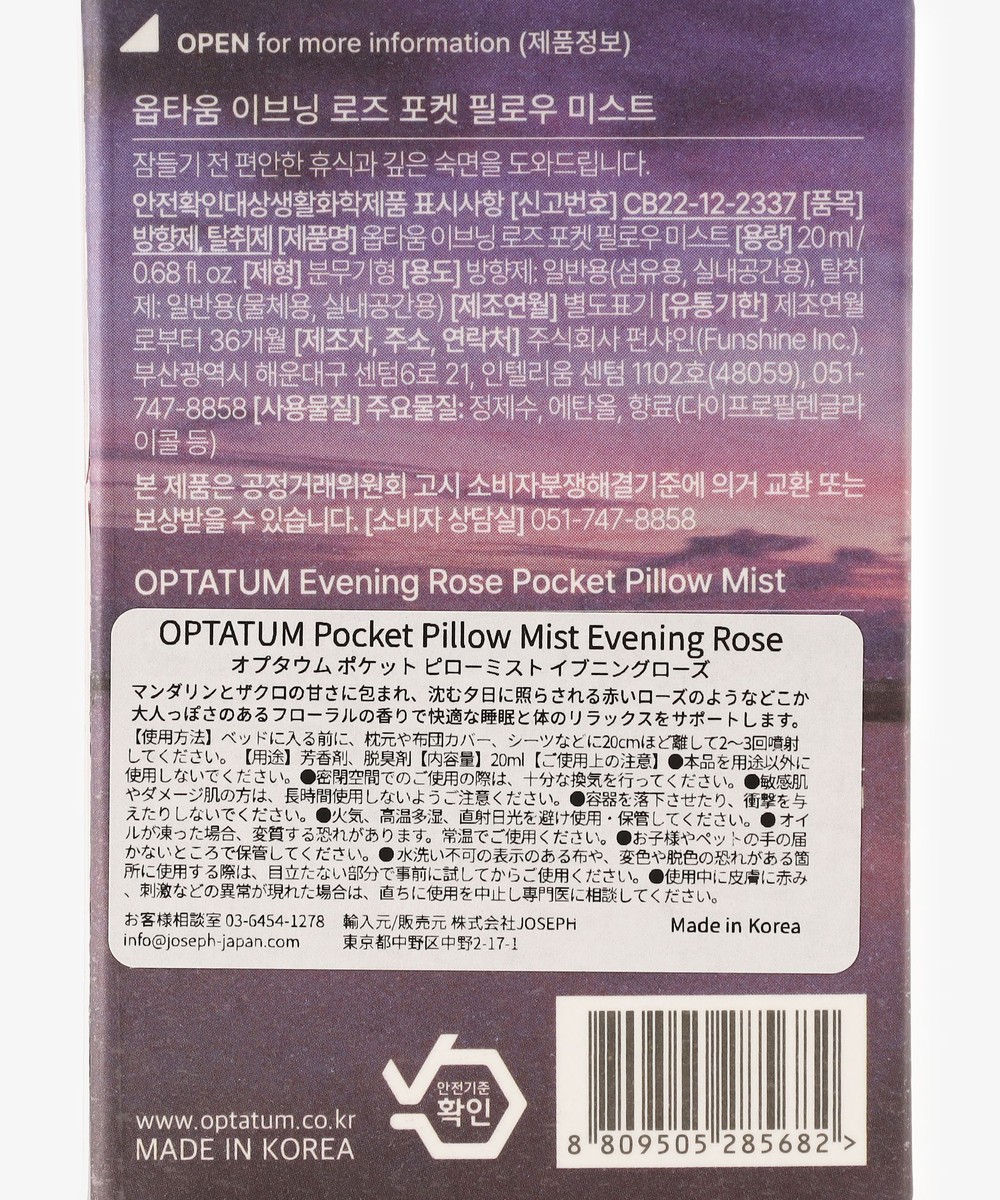 OPEN for more information (제품정보)
옵타움 이브닝 로즈 포켓 필로우 미스트
잠들기 전 편안한 휴식과 깊은 숙면을 도와드립니다.
안전확인대상생활화학제품 표시사항 [신고번호] CB22-12-2337 [품목]
방향제, 탈취제 [제품명] 옵타움 이브닝 로즈 포켓 필로우 미스트 [용량] 20 ml /
0.68 fl. oz. [제형] 분무기형 [용도] 방향제: 일반용(섬유용, 실내공간용), 탈취
제: 일반용(물체용, 실내공간용) [제조연월] 별도표기 [유통기한] 제조연월
로부터 36개월 [제조자, 주소, 연락처] 주식회사 펀샤인(Funshine Inc.),
부산광역시 해운대구 센텀6로 21, 인텔리움 센텀 1102호(48059), 051-
747-8858 [사용물질] 주요물질: 정제수, 에탄올, 향료(다이프로필렌글라
이콜 등)
본 제품은 공정거래위원회 고시 소비자분쟁해결기준에 의거 교환 또는
보상받을 수 있습니다. [소비자 상담실] 051-747-8858
OPTATUM Evening Rose Pocket Pillow Mist
OPTATUM Pocket Pillow Mist Evening Rose
オプタウム ポケット ピローミスト イブニングローズ
マンダリンとザクロの甘さに包まれ、沈む夕日に照らされる赤いローズのようなどこか
大人っぽさのあるフローラルの香りで快適な睡眠と体のリラックスをサポートします。
【使用方法】ベッドに入る前に、枕元や布団カバー、シーツなどに20cmほど離して2〜3回噴射
してください。【用途】芳香剤、脱臭剤【内容量】20ml【ご使用上の注意】●本品を用途以外に
使用しないでください。●密閉空間でのご使用の際は、十分な換気を行ってください。●敏感肌
やダメージ肌の方は、長時間使用しないようご注意ください。●容器を落下させたり、衝撃を与
えたりしないでください。●火気、高温多湿、直射日光を避け使用・保管してください。●オイ
ルが凍った場合、変質する恐れがあります。常温でご使用ください。●お子様やペットの手の届
かないところで保管してください。●水洗い不可の表示のある布や、変色や脱色の恐れがある箇
所に使用する際は、目立たない部分で事前に試してからご使用ください。●使用中に皮膚に赤み
、刺激などの異常が現れた場合は、直ちに使用を中止し専門医に相談してください。
お客様相談室 03-6454-1278 輸入元/販売元 株式会社JOSEPH Made in Korea
info@joseph-japan.com 東京都中野区中野2-17-1
안전기준
확인
www.optatum.co.kr
MADE IN KOREA
8 809505 285682 >